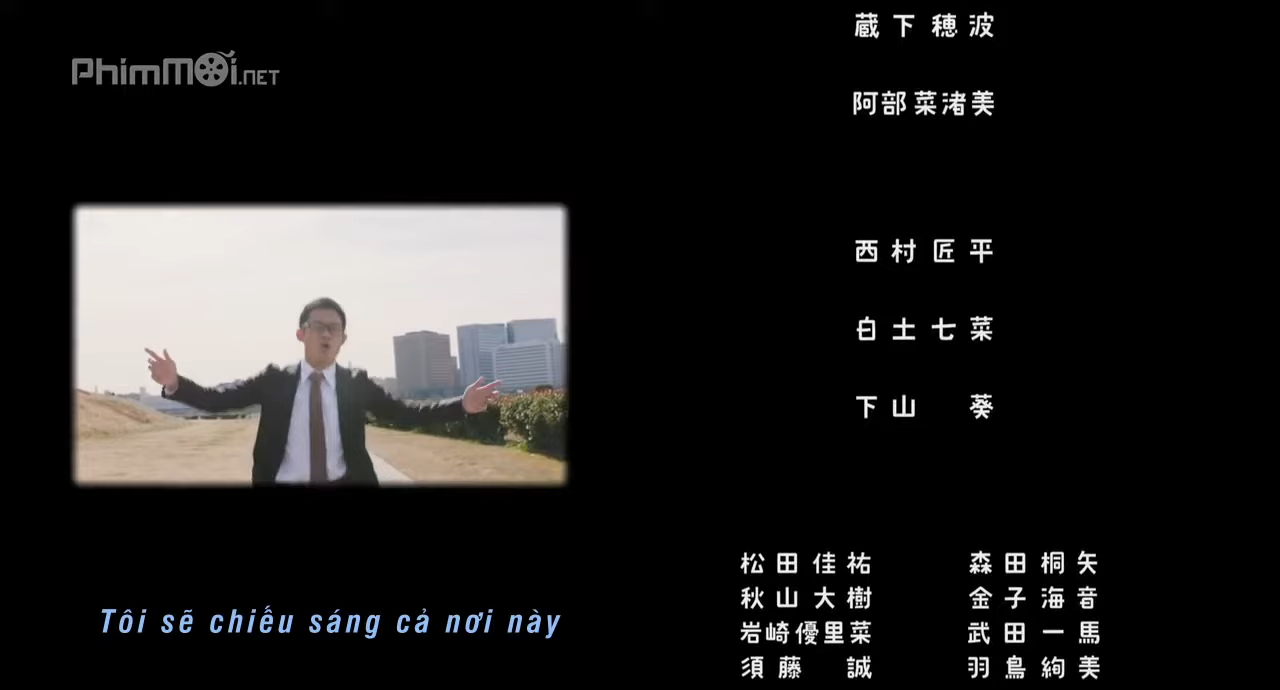 PhimMỚi.NET
蔵下穂波
阿部菜渚美
西村匠平
白土七菜
下山 葵
松田佳祐 森田桐矢
秋山大樹 金子海音
岩崎優里菜 武田一馬
須藤 誠 羽鳥絢美
Tôi sẽ chiếu sáng cả nơi này